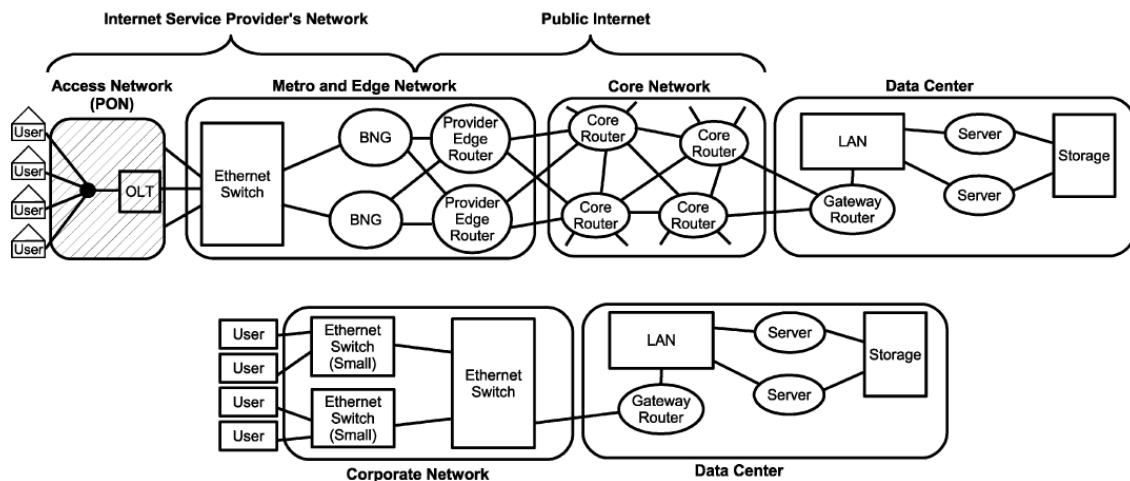 Internet Service Provider's Network
Public Internet
Access Network
(PON)
Metro and Edge Network
Core Network
Data Center
User
User
User
User
OLT
Ethernet
Switch
BNG
BNG
Provider
Edge
Router
Provider
Edge
Router
Core
Router
Core
Router
Core
Router
Core
Router
LAN
Gateway
Router
Server
Server
Storage
User
User
User
User
Ethernet
Switch
(Small)
Ethernet
Switch
(Small)
Ethernet
Switch
LAN
Gateway
Router
Server
Server
Storage
Corporate Network
Data Center